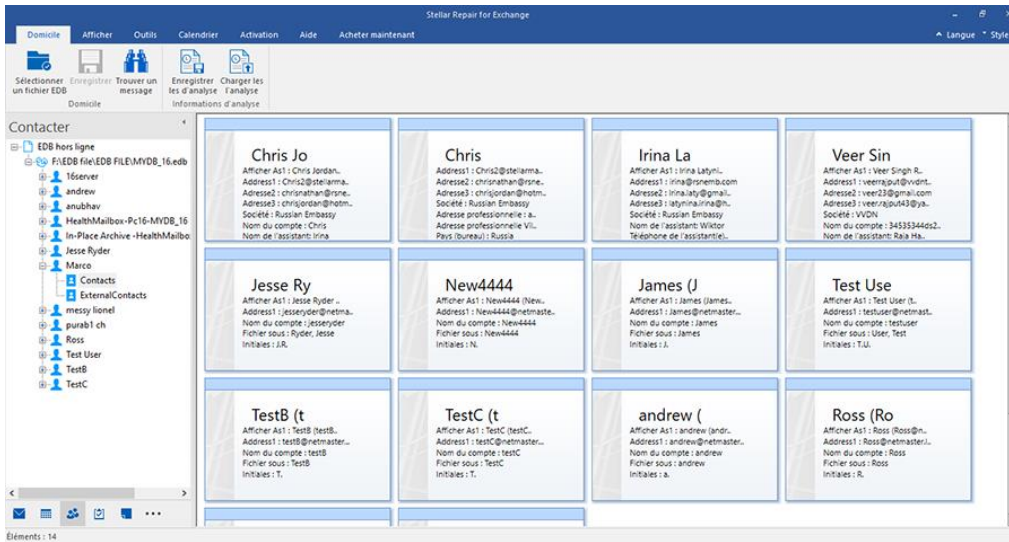 Stellar Repair for Exchange
Domicile Afficher Outils Calendrier Activation Aide Acheter maintenant
Langue Style
Sélectionner un fichier EDB
Enregistrer
Trouver un message
Enregistrer les d'analyse
Charger les l'analyse
Domicile
Informations d'analyse
Contacter
EDB hors ligne
F:\EDB file\EDB FILE\MYDB_16.edb
16server
andrew
anubhav
HealthMailbox-Pc16-MYDB_16
In-Place Archive -HealthMailbo
Jesse Ryder
Marco
Contacts
ExternalContacts
messy lionel
purab1 ch
Ross
Test User
TestB
TestC
Chris Jo
Afficher As1 : Chris Jordan..
Address1 : Chris2@stellarma..
Adresse2 : chrisnathan@rsne..
Adresse3 : chrisjordan@hotm..
Société : Russian Embassy
Nom du compte : Chris
Nom de l'assistant: Irina
Chris
Address1 : Chris2@stellarma..
Adresse2 : chrisnathan@rsne..
Adresse3 : chrisjordan@hotm..
Société : Russian Embassy
Adresse professionnelle : a..
Adresse professionnelle Vil..
Pays (bureau) : Russia
Irina La
Afficher As1 : Irina Latyni..
Address1 : irina@rsnemb.com
Adresse2 : irina.laty@gmail...
Adresse3 : latynina.irina@h..
Société : Russian Embassy
Nom de l'assistant: Wiktor
Téléphone de l'assistant(e)..
Veer Sin
Afficher As1 : Veer Singh R..
Address1 : veerrajput@vvdnt..
Adresse2 : veer23@gmail.com
Adresse3 : veer.rajput43@ya..
Société : VVDN
Nom du compte : 34535344ds2..
Nom de l'assistant: Raja Ha..
Jesse Ry
Afficher As1 : Jesse Ryder ..
Address1 : jesseryder@netma..
Nom du compte : jesseryder
Fichier sous : Ryder, Jesse
Initiales : J.R.
New4444
Afficher As1 : New4444 (New..
Address1 : New4444@netmaste..
Nom du compte : New4444
Fichier sous : New4444
Initiales : N.
James (J
Afficher As1 : James (James..
Address1 : James@netmaster...
Nom du compte : James
Fichier sous : James
Initiales : J.
Test Use
Afficher As1 : Test User (t..
Address1 : testuser@netmast..
Nom du compte : testuser
Fichier sous : User, Test
Initiales : T.U.
TestB (t
Afficher As1 : TestB (testB..
Address1 : testB@netmaster...
Nom du compte : testB
Fichier sous : TestB
Initiales : T.
TestC (t
Afficher As1 : TestC (testC..
Address1 : testC@netmaster...
Nom du compte : testC
Fichier sous : TestC
Initiales : T.
andrew (
Afficher As1 : andrew (andr..
Address1 : andrew@netmaster..
Nom du compte : andrew
Fichier sous : andrew
Initiales : a.
Ross (Ro
Afficher As1 : Ross (Ross@n..
Address1 : Ross@netmaster.l..
Nom du compte : Ross
Fichier sous : Ross
Initiales : R.
Éléments : 14